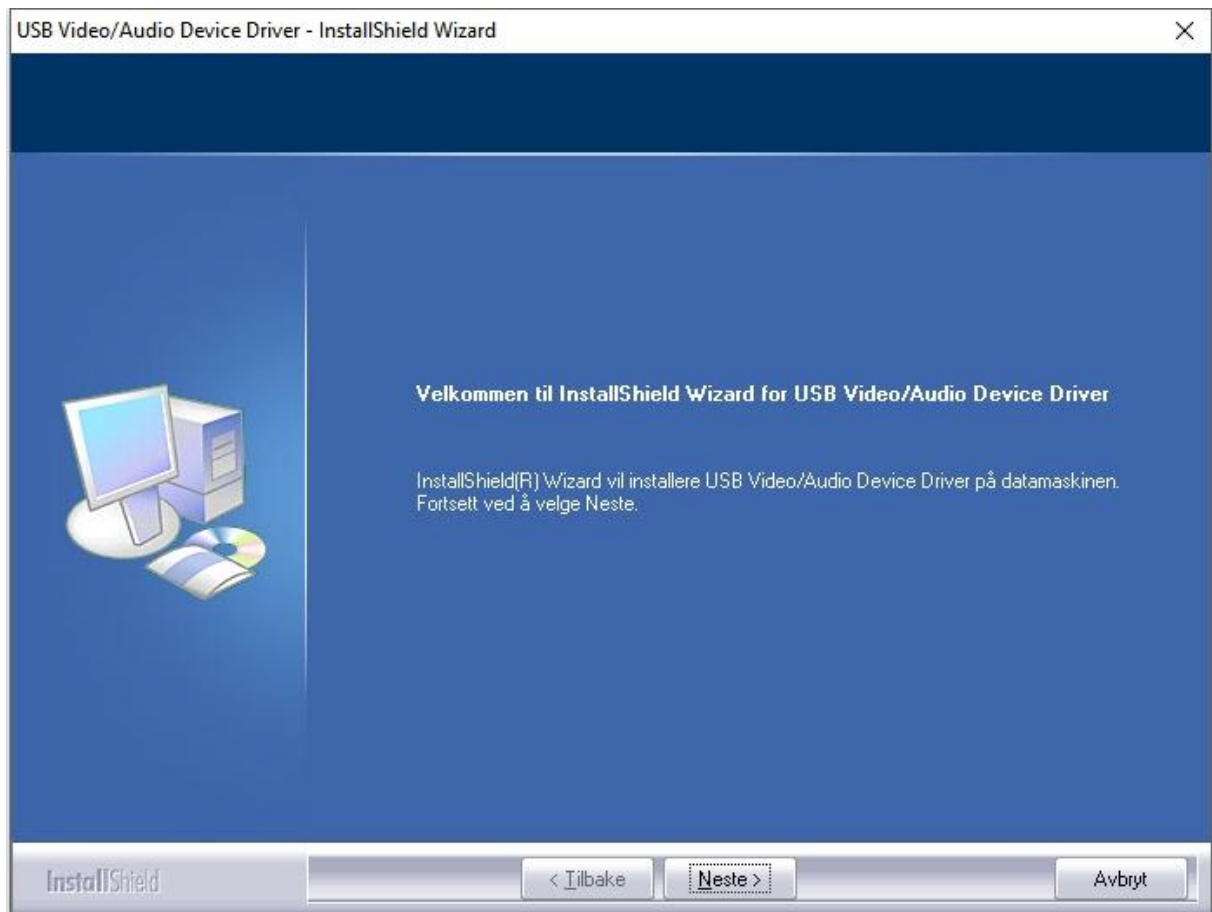 USB Video/Audio Device Driver - InstallShield Wizard
Velkommen til InstallShield Wizard for USB Video/Audio Device Driver
InstallShield(R) Wizard vil installere USB Video/Audio Device Driver på datamaskinen.
Fortsett ved å velge Neste.
InstallShield
< Tilbake
Neste >
Avbryt